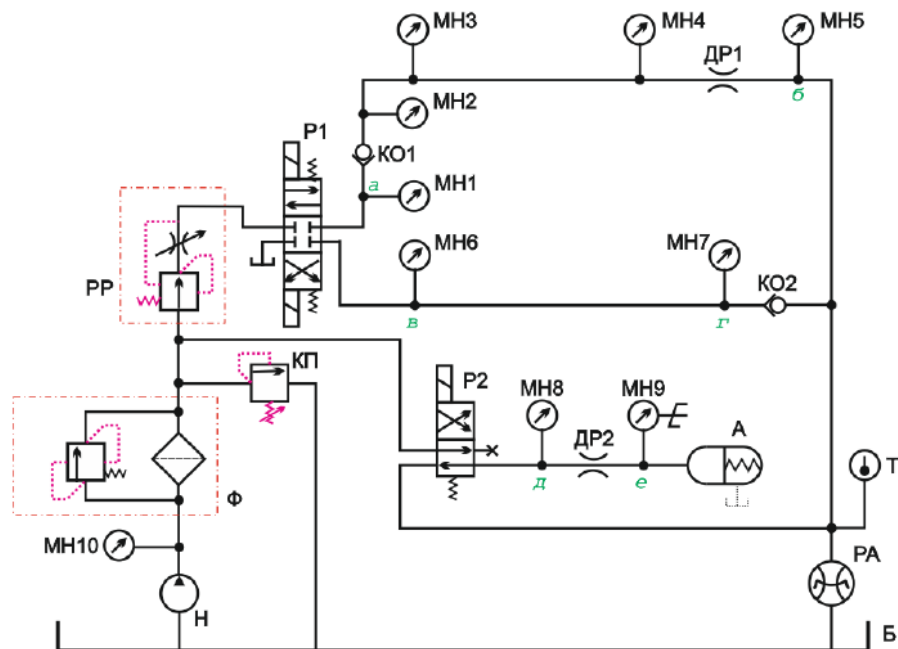 МН3
МН4
МН5
ДР1
б
МН2
Р1
КО1
а
МН1
МН6
МН7
КО2
РР
в
г
КП
Р2
МН8
МН9
ДР2
А
Т
д
е
Ф
МН10
РА
Н
Б